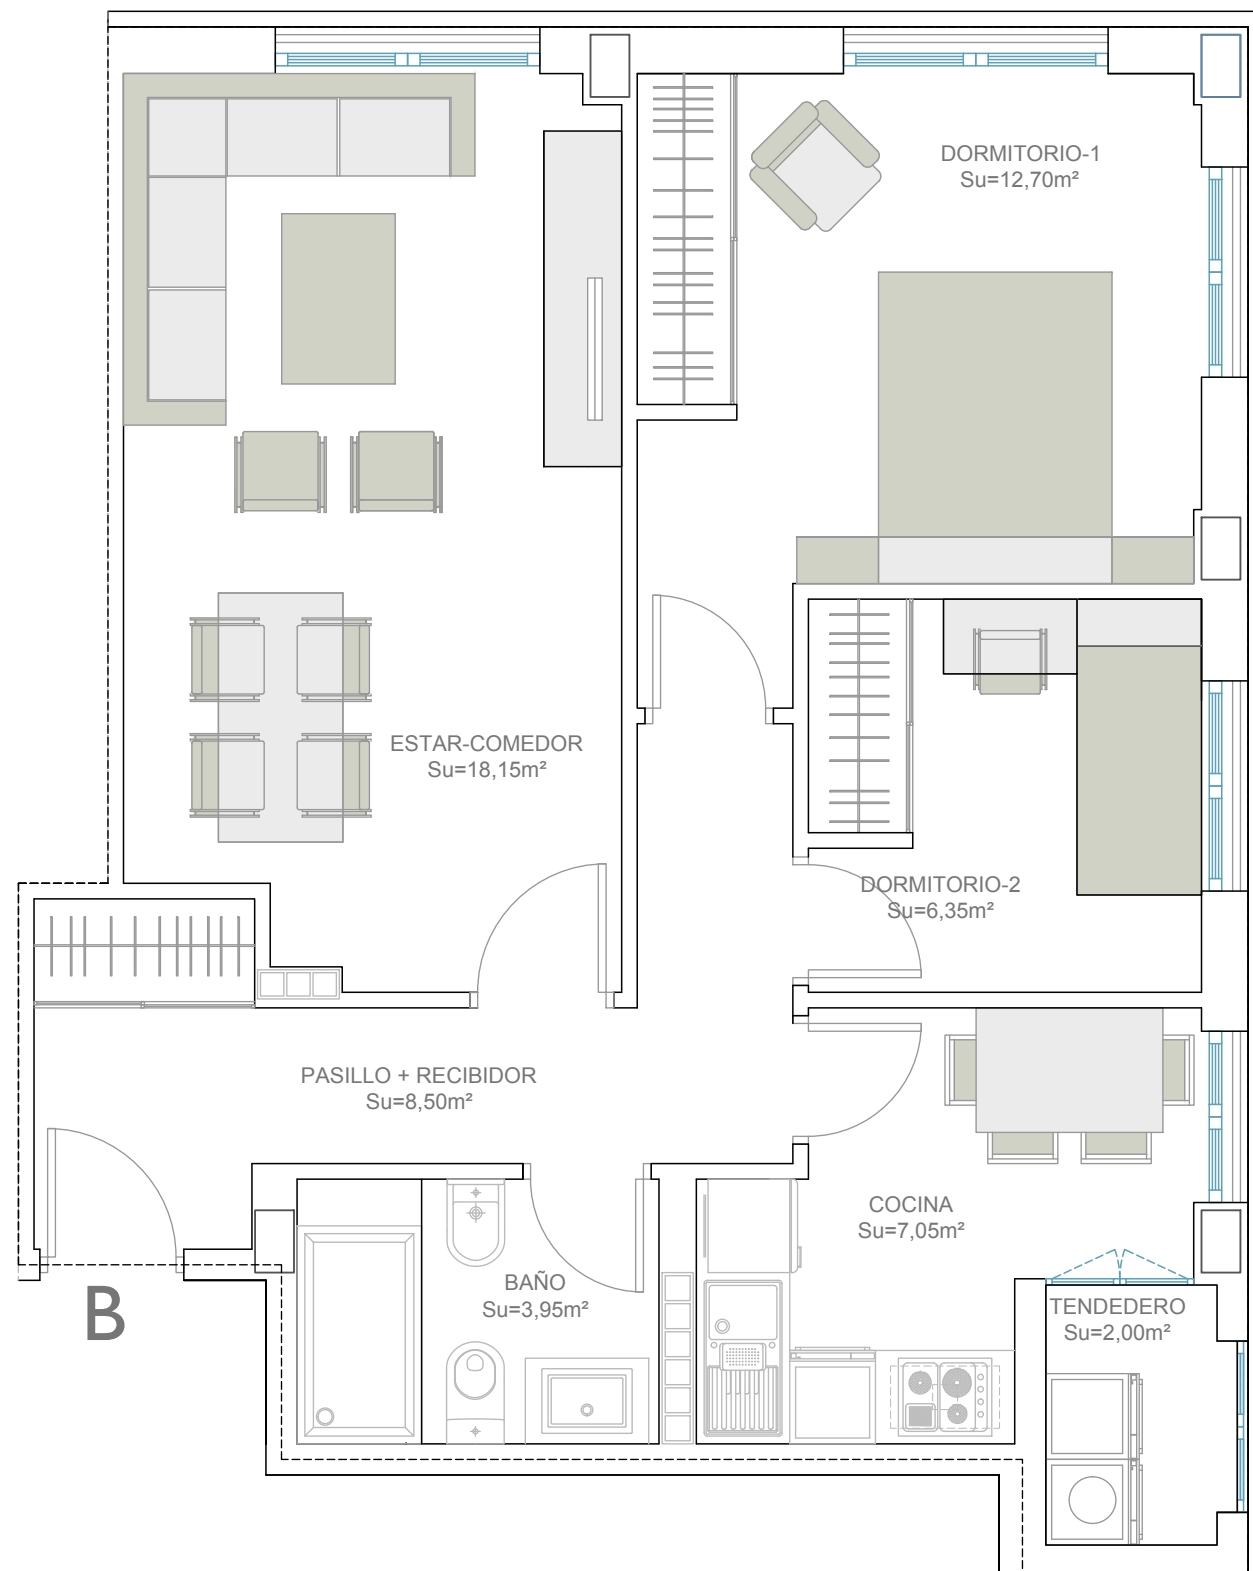 DORMITORIO-1
Su=12,70m²
ESTAR-COMEDOR
Su=18,15m²
DORMITORIO-2
Su=6,35m²
PASILLO + RECIBIDOR
Su=8,50m²
COCINA
Su=7,05m²
BAÑO
Su=3,95m²
TENDEDERO
Su=2,00m²
B